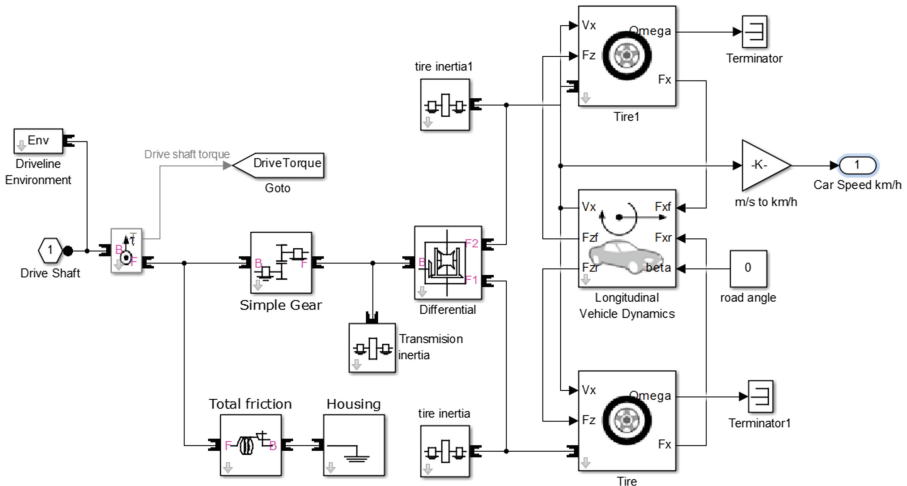 Vx
Omega
Fz
Fx
Terminator
Tire1
tire inertia1
Env
Driveline
Environment
Drive shaft torque
DriveTorque
Goto
-K-
m/s to km/h
1
Car Speed km/h
1
Drive Shaft
B
τ
F
B
F
Simple Gear
B
F2
F1
Differential
Vx
Fxf
Fzf
Fxr
Fzr
beta
Longitudinal
Vehicle Dynamics
0
road angle
Transmision
inertia
Total friction
F
B
Housing
tire inertia
Vx
Omega
Fz
Fx
Terminator1
Tire